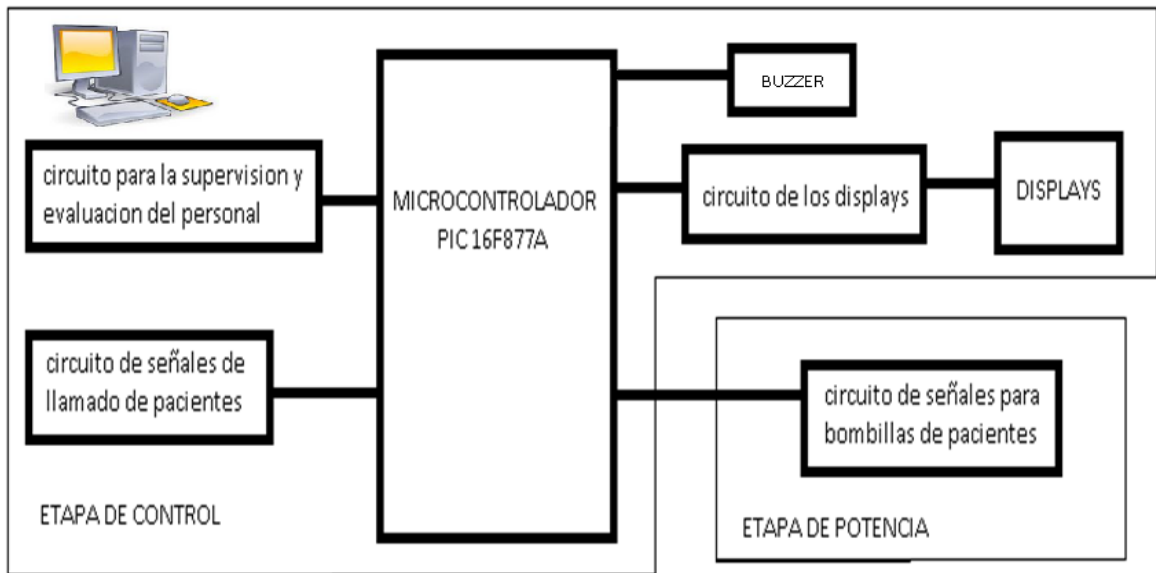 BUZZER
circuito para la supervision y
evaluacion del personal
MICROCONTROLADOR
PIC 16F877A
circuito de los displays
DISPLAYS
circuito de señales de
llamado de pacientes
circuito de señales para
bombillas de pacientes
ETAPA DE CONTROL
ETAPA DE POTENCIA